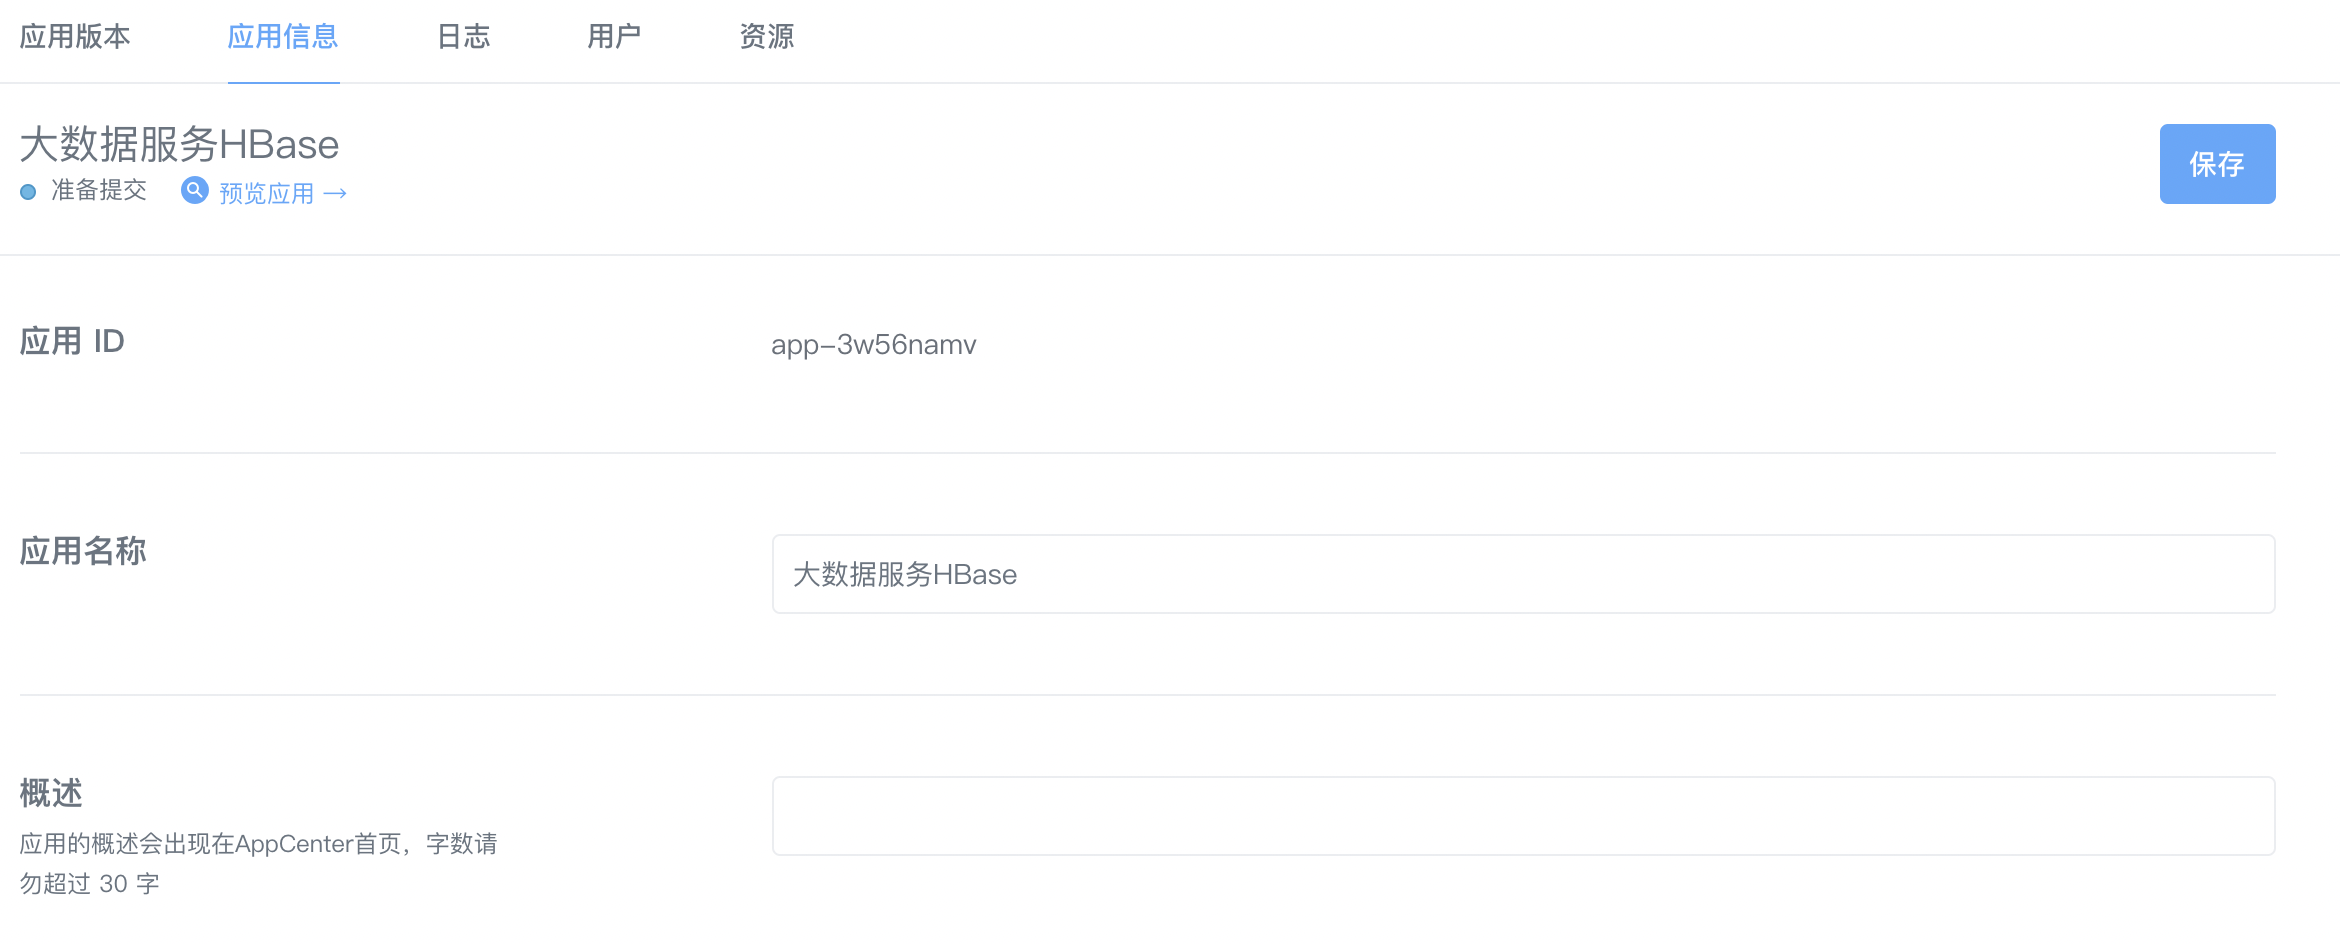 应用版本 应用信息 日志 用户 资源
大数据服务HBase
保存
准备提交 预览应用 →
应用 ID
app-3w56namv
应用名称
大数据服务HBase
概述
应用的概述会出现在AppCenter首页，字数请
勿超过 30 字